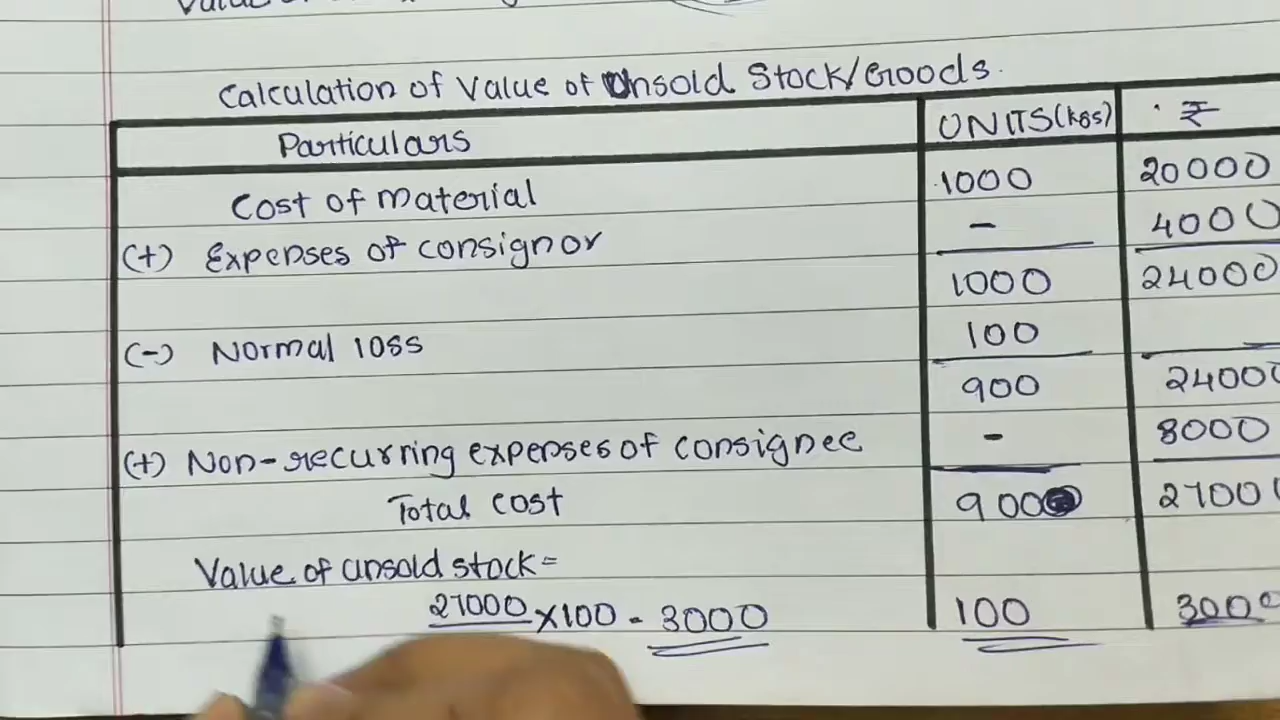 Calculation of Value of Unsold Stock/Goods.
Particulars UNITS(kgs) ₹
Cost of material 1000 20000
(+) Expenses of consignor - 4000
1000 24000
(-) Normal loss 100
900 24000
(+) Non-recurring expenses of consignee - 8000
Total cost 900 27000
Value of unsold stock=
27000 x100 - 3000 100 3000